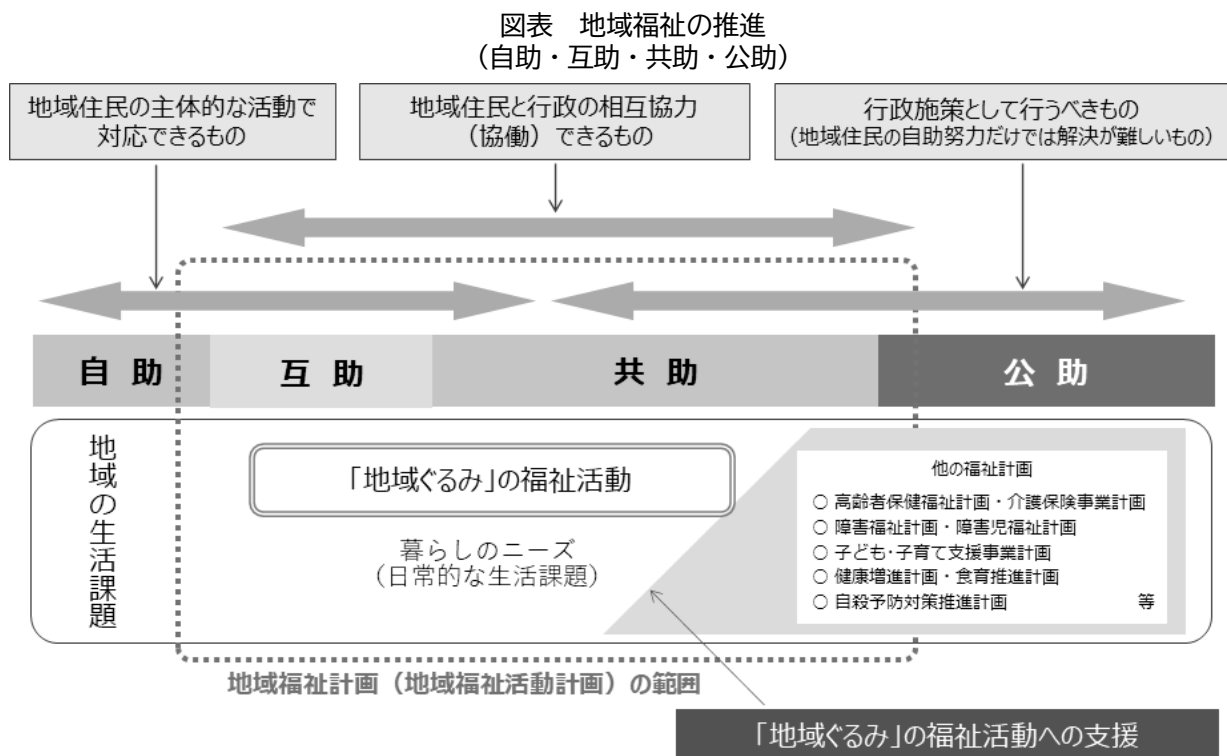 図表 地域福祉の推進
（自助・互助・共助・公助）
地域住民の主体的な活動で
対応できるもの
地域住民と行政の相互協力
（協働）できるもの
行政施策として行うべきもの
（地域住民の自助努力だけでは解決が難しいもの）
自助
互助
共助
公助
地域の生活課題
「地域ぐるみ」の福祉活動
暮らしのニーズ
（日常的な生活課題）
他の福祉計画
○ 高齢者保健福祉計画・介護保険事業計画
○ 障害福祉計画・障害児福祉計画
○ 子ども・子育て支援事業計画
○ 健康増進計画・食育推進計画
○ 自殺予防対策推進計画 等
地域福祉計画（地域福祉活動計画）の範囲
「地域ぐるみ」の福祉活動への支援